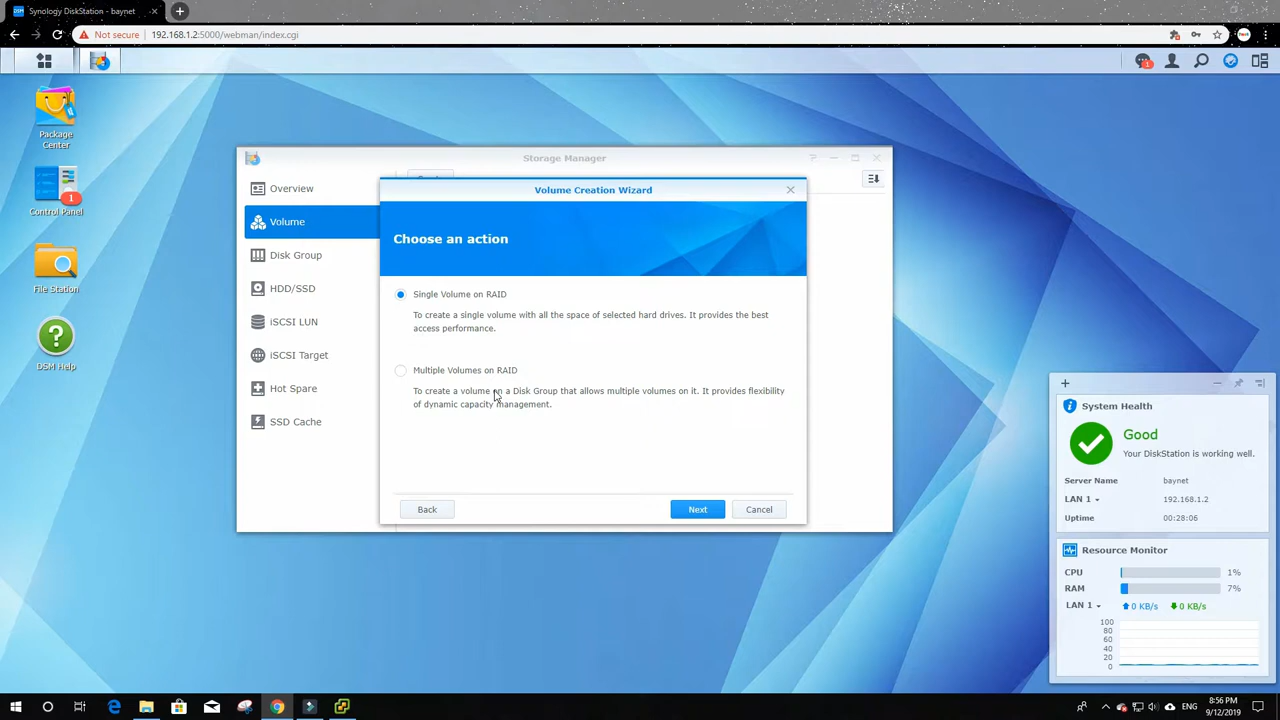 Synology DiskStation - baynet
Not secure
192.168.1.2:5000/webman/index.cgi
1
Package
Center
1
Control Panel
File Station
DSM Help
Storage Manager
Overview
Volume
Disk Group
HDD/SSD
iSCSI LUN
iSCSI Target
Hot Spare
SSD Cache
Volume Creation Wizard
Choose an action
Single Volume on RAID
To create a single volume with all the space of selected hard drives. It provides the best
access performance.
Multiple Volumes on RAID
To create a volume on a Disk Group that allows multiple volumes on it. It provides flexibility
of dynamic capacity management.
Back
Next
Cancel
System Health
Good
Your DiskStation is working well.
Server Name baynet
LAN 1 192.168.1.2
Uptime 00:28:06
Resource Monitor
CPU 1%
RAM 7%
LAN 1 0 KB/s 0 KB/s
100
80
60
40
20
0
ENG
8:56 PM
9/12/2019